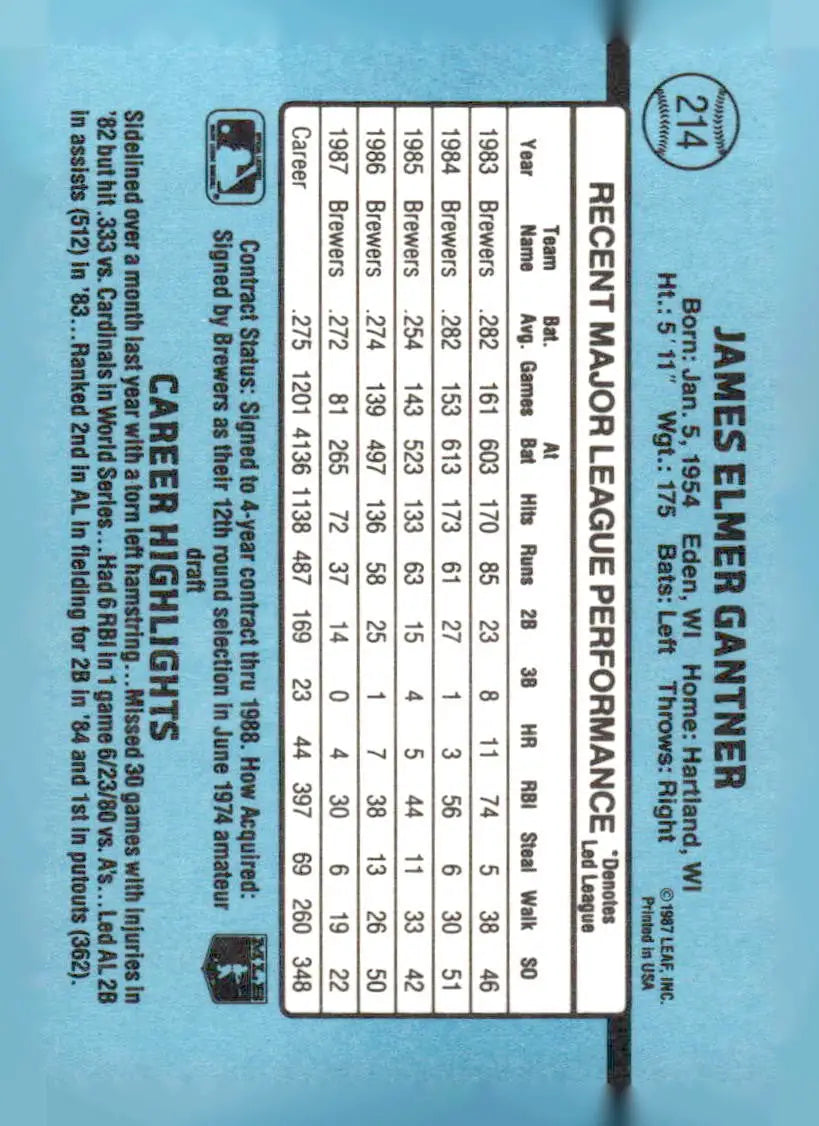 214
JAMES ELMER GANTNER
Born: Jan. 5, 1954 Eden, WI Home: Hartland, WI
Ht.: 5'11" Wgt.: 175 Bats: Left Throws: Right
© 1987 LEAF, INC.
Printed in USA
RECENT MAJOR LEAGUE PERFORMANCE *Denotes Led League
Year Team Name Bat. Avg. Games At Bat Hits Runs 2B 3B HR RBI Steal Walk SO
1983 Brewers .282 161 603 170 85 23 8 11 74 5 38 46
1984 Brewers .282 153 613 173 61 27 1 3 56 6 30 51
1985 Brewers .254 143 523 133 63 15 4 5 44 11 33 42
1986 Brewers .274 139 497 136 58 25 1 7 38 13 26 50
1987 Brewers .272 81 265 72 37 14 0 4 30 6 19 22
Career .275 1201 4136 1138 487 169 23 44 397 69 260 348
Contract Status: Signed to 4-year contract thru 1988. How Acquired:
Signed by Brewers as their 12th round selection in June 1974 amateur
draft
MLB
CAREER HIGHLIGHTS
Sidelined over a month last year with a torn left hamstring...Missed 30 games with injuries in
'82 but hit .333 vs. Cardinals in World Series...Had 6 RBI in 1 game 6/23/80 vs. A's...Led AL 2B
in assists (512) in '83...Ranked 2nd in AL in fielding for 2B in '84 and 1st in putouts (362).